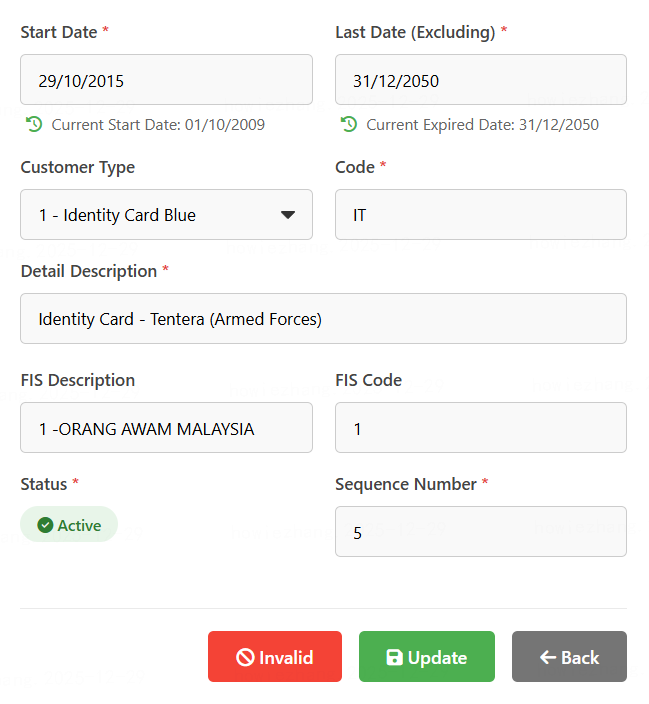 Start Date *
Last Date (Excluding) *
29/10/2015
31/12/2050
Current Start Date: 01/10/2009
Current Expired Date: 31/12/2050
Customer Type
Code *
1 - Identity Card Blue
IT
Detail Description *
Identity Card - Tentera (Armed Forces)
FIS Description
FIS Code
1 -ORANG AWAM MALAYSIA
1
Status *
Sequence Number *
Active
5
Invalid
Update
Back